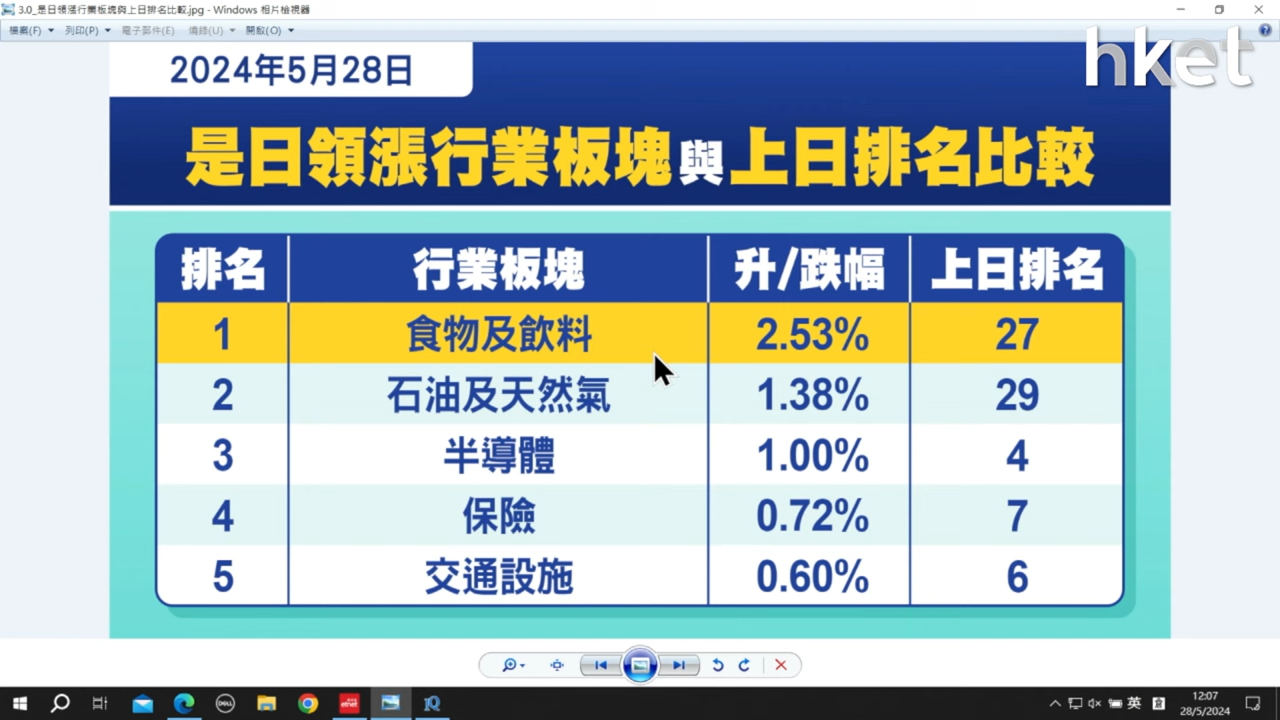 3.0_是日領漲行業板塊與上日排名比較.jpg - Windows 相片檢視器
檔案(F) 列印(P) 電子郵件(E) 燒錄(U) 開啟(O)
hket
2024年5月28日
是日領漲行業板塊與上日排名比較
排名 行業板塊 升/跌幅 上日排名
1 食物及飲料 2.53% 27
2 石油及天然氣 1.38% 29
3 半導體 1.00% 4
4 保險 0.72% 7
5 交通設施 0.60% 6
DELL etnet IQ 英 倉 12:07
28/5/2024